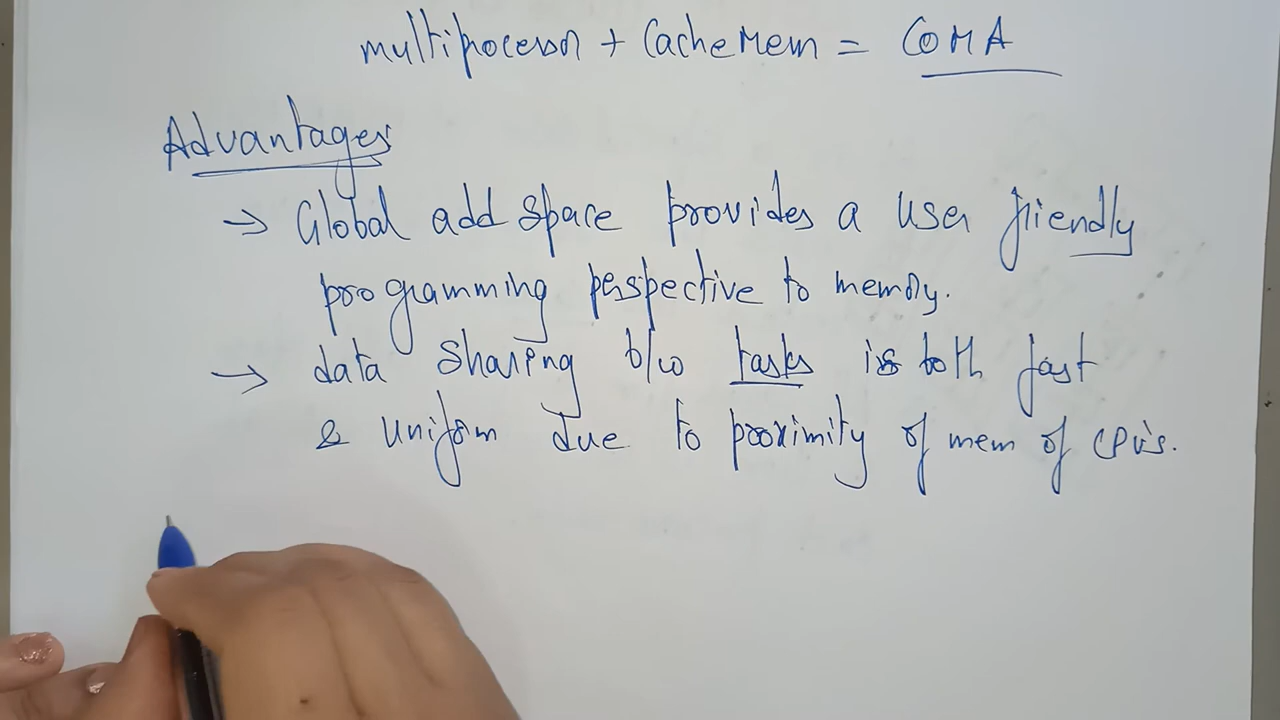 multiprocesson + Cache Mem = COMA
Advantages
→ Global add space provides a user friendly
programming perspective to memory.
→ data sharing b/w tasks is both fast
& uniform due to proximity of mem of CPU's.